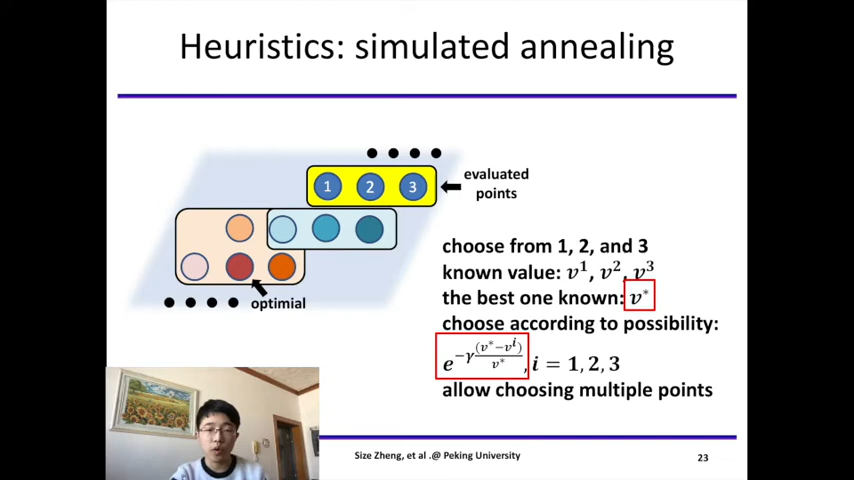 Heuristics: simulated annealing
1 2 3
evaluated
points
optimial
choose from 1, 2, and 3
known value: v¹, v², v³
the best one known: v*
choose according to possibility:
e^{-γ (v*-vⁱ)/v*}, i = 1, 2, 3
allow choosing multiple points
Size Zheng, et al .@ Peking University
23